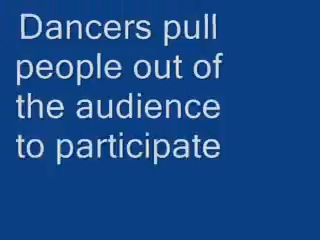 Dancers pull
people out of
the audience
to participate